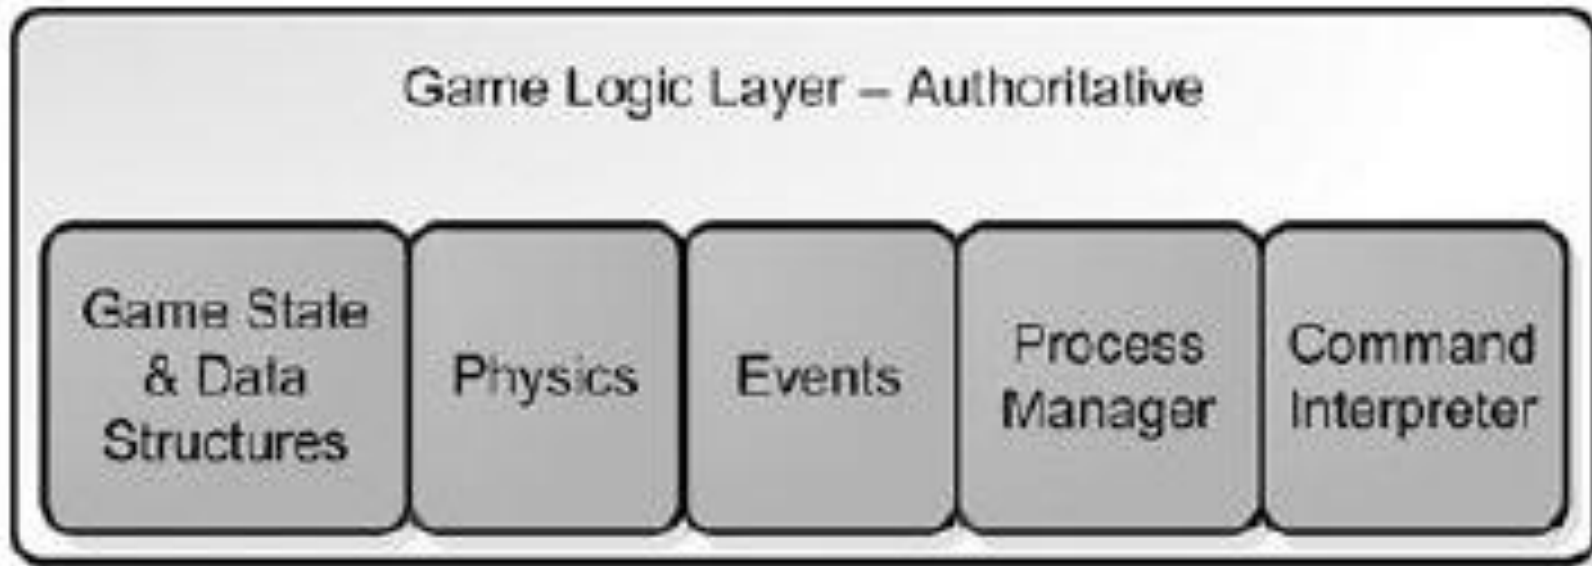 Game Logic Layer – Authoritative
Game State
& Data
Structures
Physics
Events
Process
Manager
Command
Interpreter